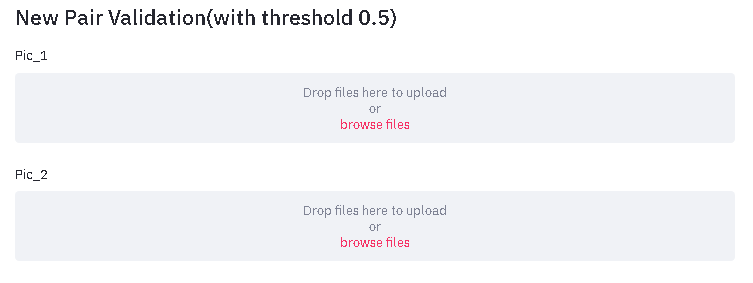 New Pair Validation(with threshold 0.5)
Pic_1
Drop files here to upload
or
browse files
Pic_2
Drop files here to upload
or
browse files